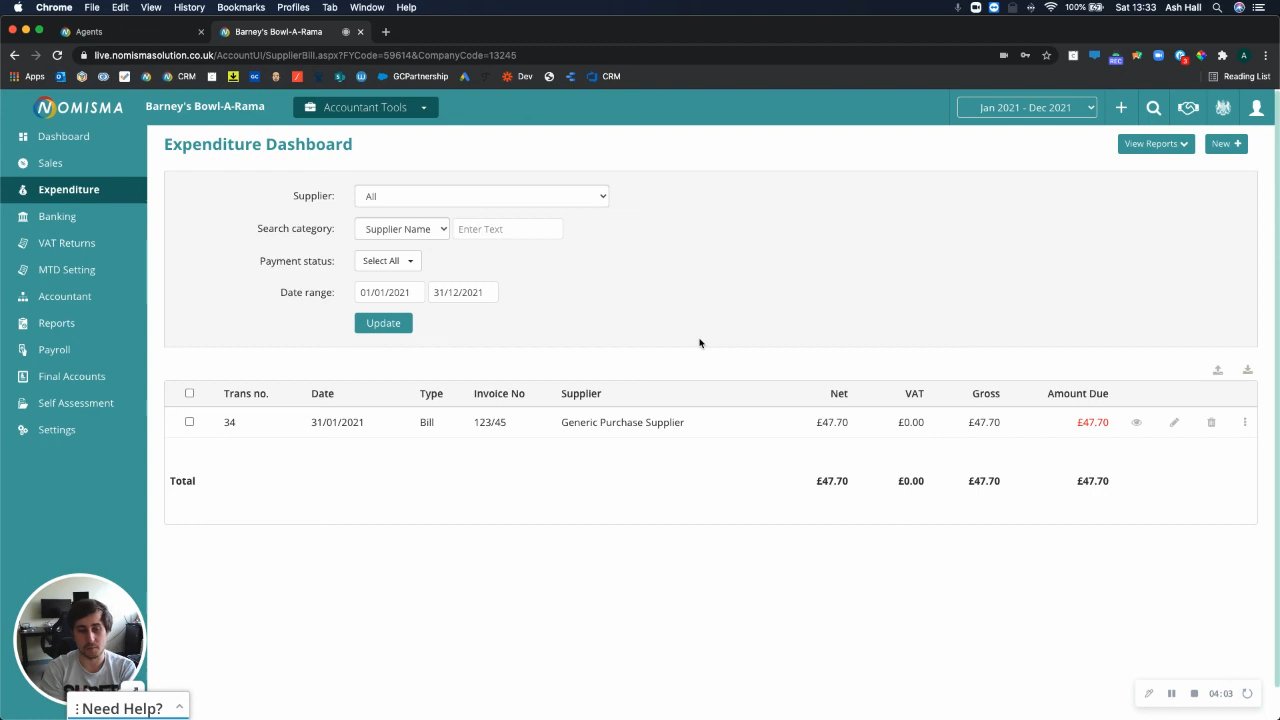 Chrome File Edit View History Bookmarks Profiles Tab Window Help 100% Sat 13:33 Ash Hall
Agents Barney's Bowl-A-Rama
live.nomismasolution.co.uk/AccountUI/SupplierBill.aspx?FYCode=59614&CompanyCode=13245
Apps CRM GCPartnership Dev CRM Reading List
NOMISMA Barney's Bowl-A-Rama Accountant Tools Jan 2021 - Dec 2021
Dashboard
Sales
Expenditure
Banking
VAT Returns
MTD Setting
Accountant
Reports
Payroll
Final Accounts
Self Assessment
Settings
Expenditure Dashboard View Reports New
Supplier: All
Search category: Supplier Name Enter Text
Payment status: Select All
Date range: 01/01/2021 31/12/2021
Update
Trans no. Date Type Invoice No Supplier Net VAT Gross Amount Due
34 31/01/2021 Bill 123/45 Generic Purchase Supplier £47.70 £0.00 £47.70 £47.70
Total £47.70 £0.00 £47.70 £47.70
Need Help?
04:03